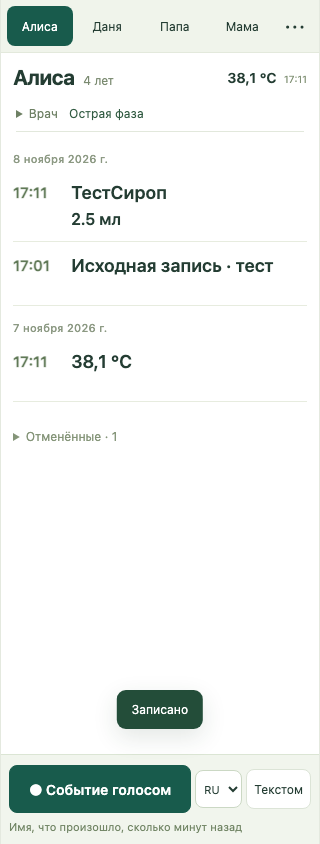 Алиса Даня Папа Мама •••
Алиса 4 лет 38,1 °C 17:11
▶ Врач Острая фаза
8 ноября 2026 г.
17:11 ТестСироп
2.5 мл
17:01 Исходная запись · тест
7 ноября 2026 г.
17:11 38,1 °C
▶ Отменённые · 1
Записано
● Событие голосом RU Текстом
Имя, что произошло, сколько минут назад